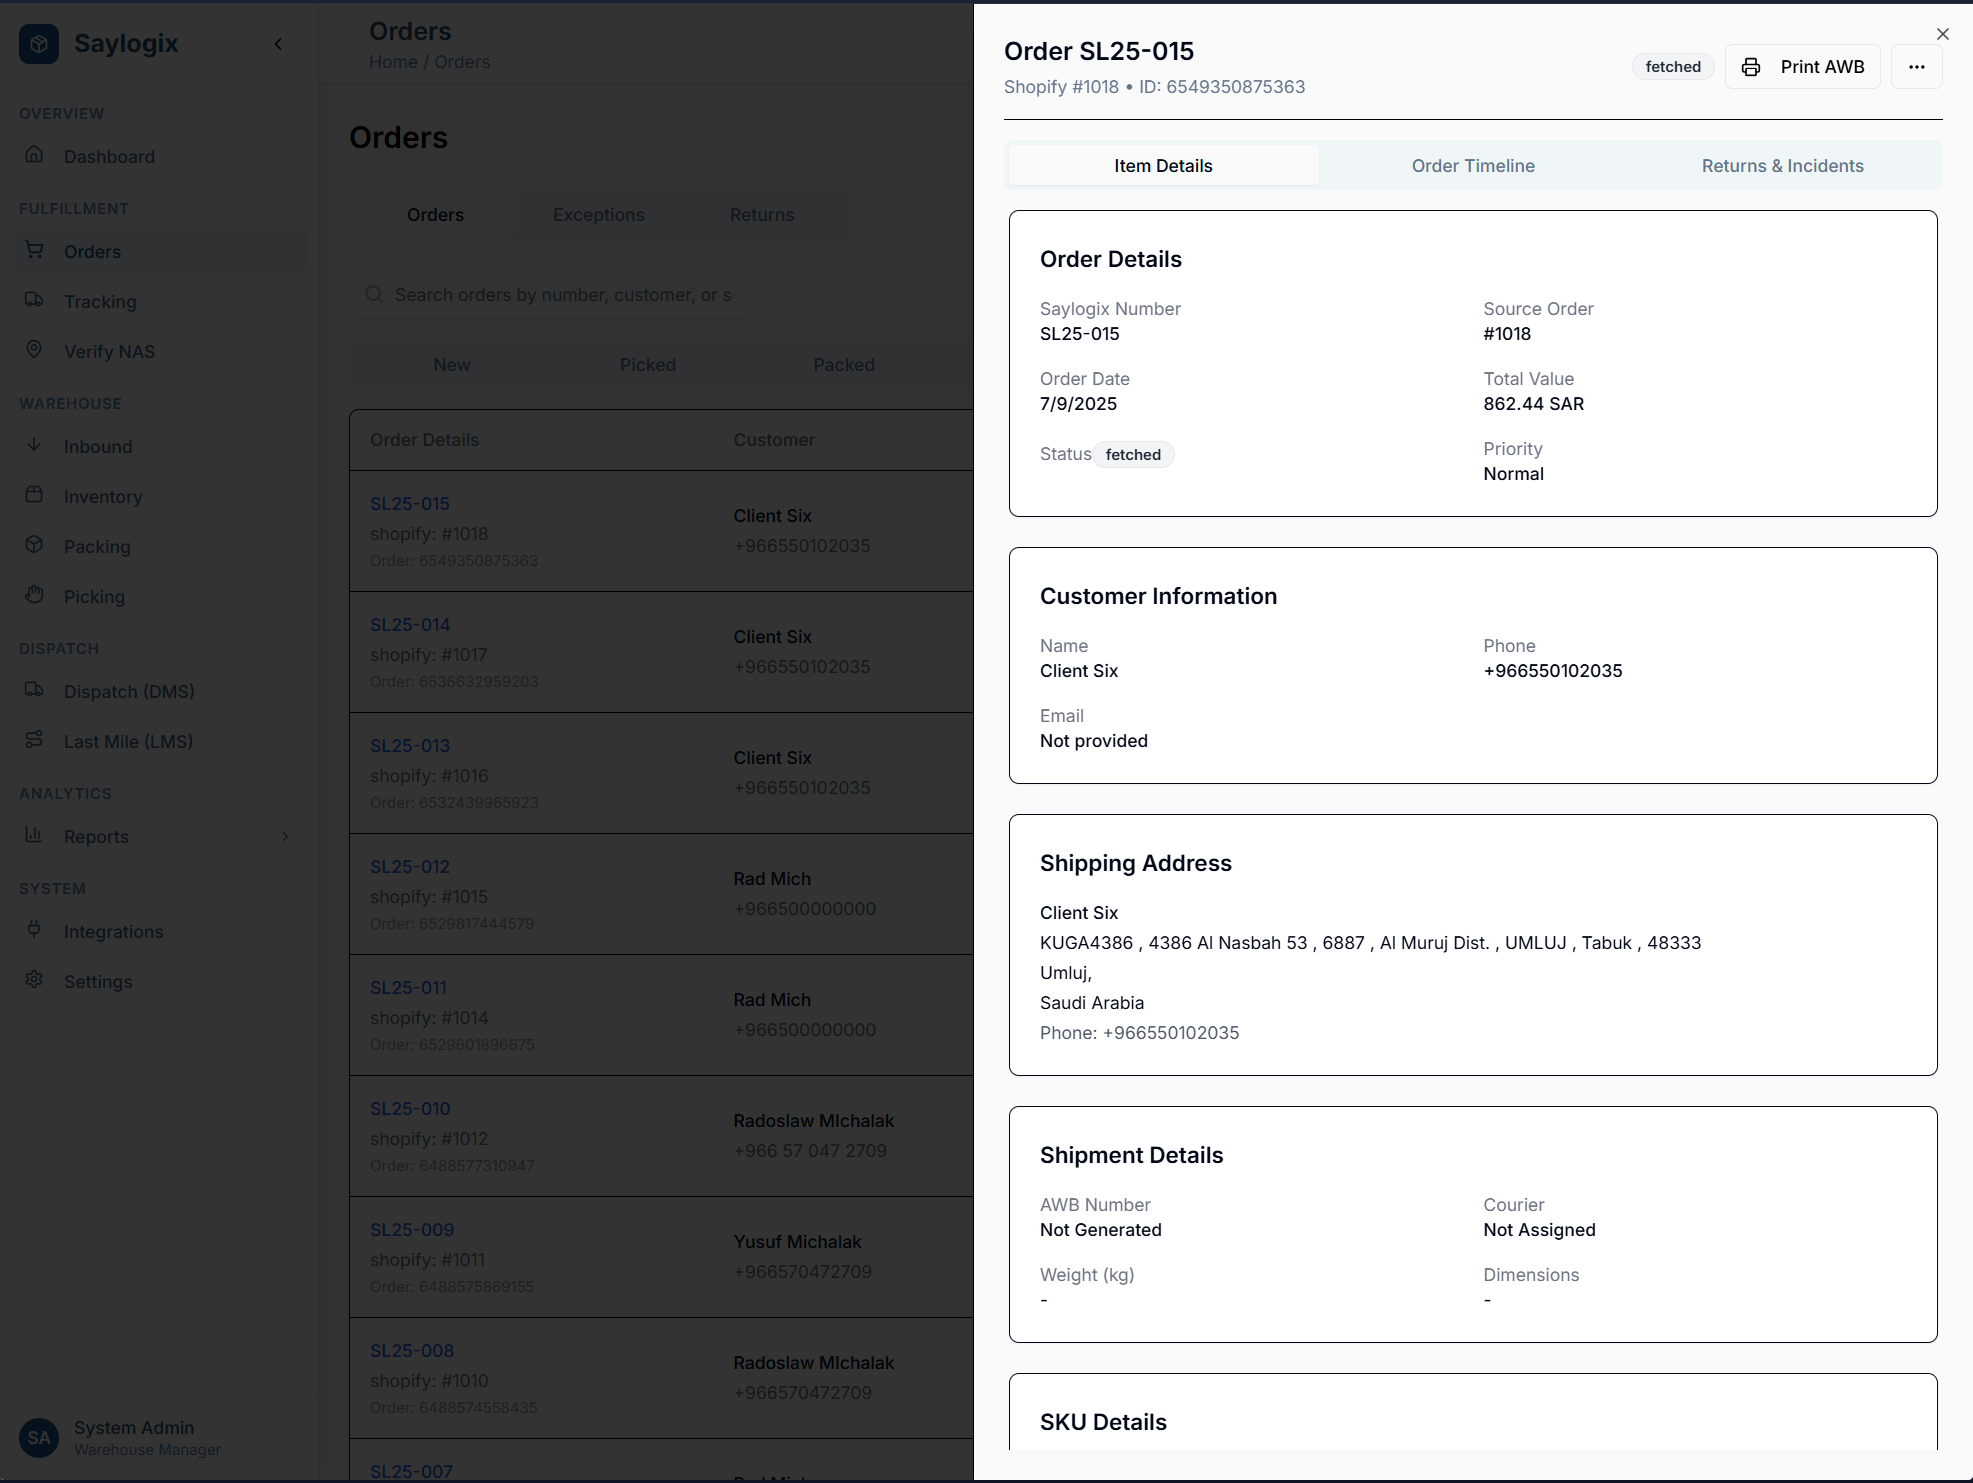 Saylogix
OVERVIEW
Dashboard
FULFILLMENT
Orders
Tracking
Verify NAS
WAREHOUSE
Inbound
Inventory
Packing
Picking
DISPATCH
Dispatch (DMS)
Last Mile (LMS)
ANALYTICS
Reports
SYSTEM
Integrations
Settings
SA
System Admin
Warehouse Manager
Orders
Home / Orders
Orders
Orders Exceptions Returns
Search orders by number, customer, or s
New Picked Packed
Order Details Customer
SL25-015
shopify: #1018
Order: 6549350875363
Client Six
+966550102035
SL25-014
shopify: #1017
Order: 6536632959203
Client Six
+966550102035
SL25-013
shopify: #1016
Order: 6532439965923
Client Six
+966550102035
SL25-012
shopify: #1015
Order: 6529817444579
Rad Mich
+966500000000
SL25-011
shopify: #1014
Order: 6529601896675
Rad Mich
+966500000000
SL25-010
shopify: #1012
Order: 6488577310947
Radoslaw MIchalak
+966 57 047 2709
SL25-009
shopify: #1011
Order: 6488575869155
Yusuf Michalak
+966570472709
SL25-008
shopify: #1010
Order: 6488574558435
Radoslaw MIchalak
+966570472709
SL25-007
Order SL25-015
Shopify #1018 • ID: 6549350875363
fetched
Print AWB
Item Details Order Timeline Returns & Incidents
Order Details
Saylogix Number
SL25-015
Source Order
#1018
Order Date
7/9/2025
Total Value
862.44 SAR
Status fetched
Priority
Normal
Customer Information
Name
Client Six
Phone
+966550102035
Email
Not provided
Shipping Address
Client Six
KUGA4386 , 4386 Al Nasbah 53 , 6887 , Al Muruj Dist. , UMLUJ , Tabuk , 48333
Umluj,
Saudi Arabia
Phone: +966550102035
Shipment Details
AWB Number
Not Generated
Courier
Not Assigned
Weight (kg)
-
Dimensions
-
SKU Details